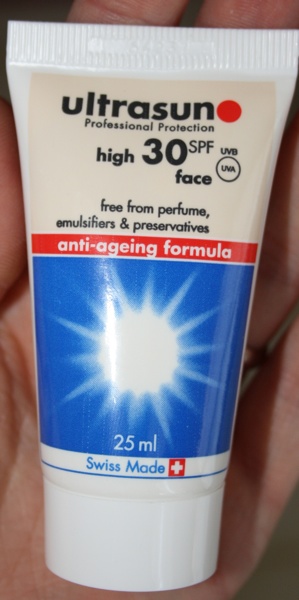 ultrasun
Professional Protection
high 30 SPF UVB
UVA
face
free from perfume,
emulsifiers & preservatives
anti-ageing formula
25 ml
Swiss Made